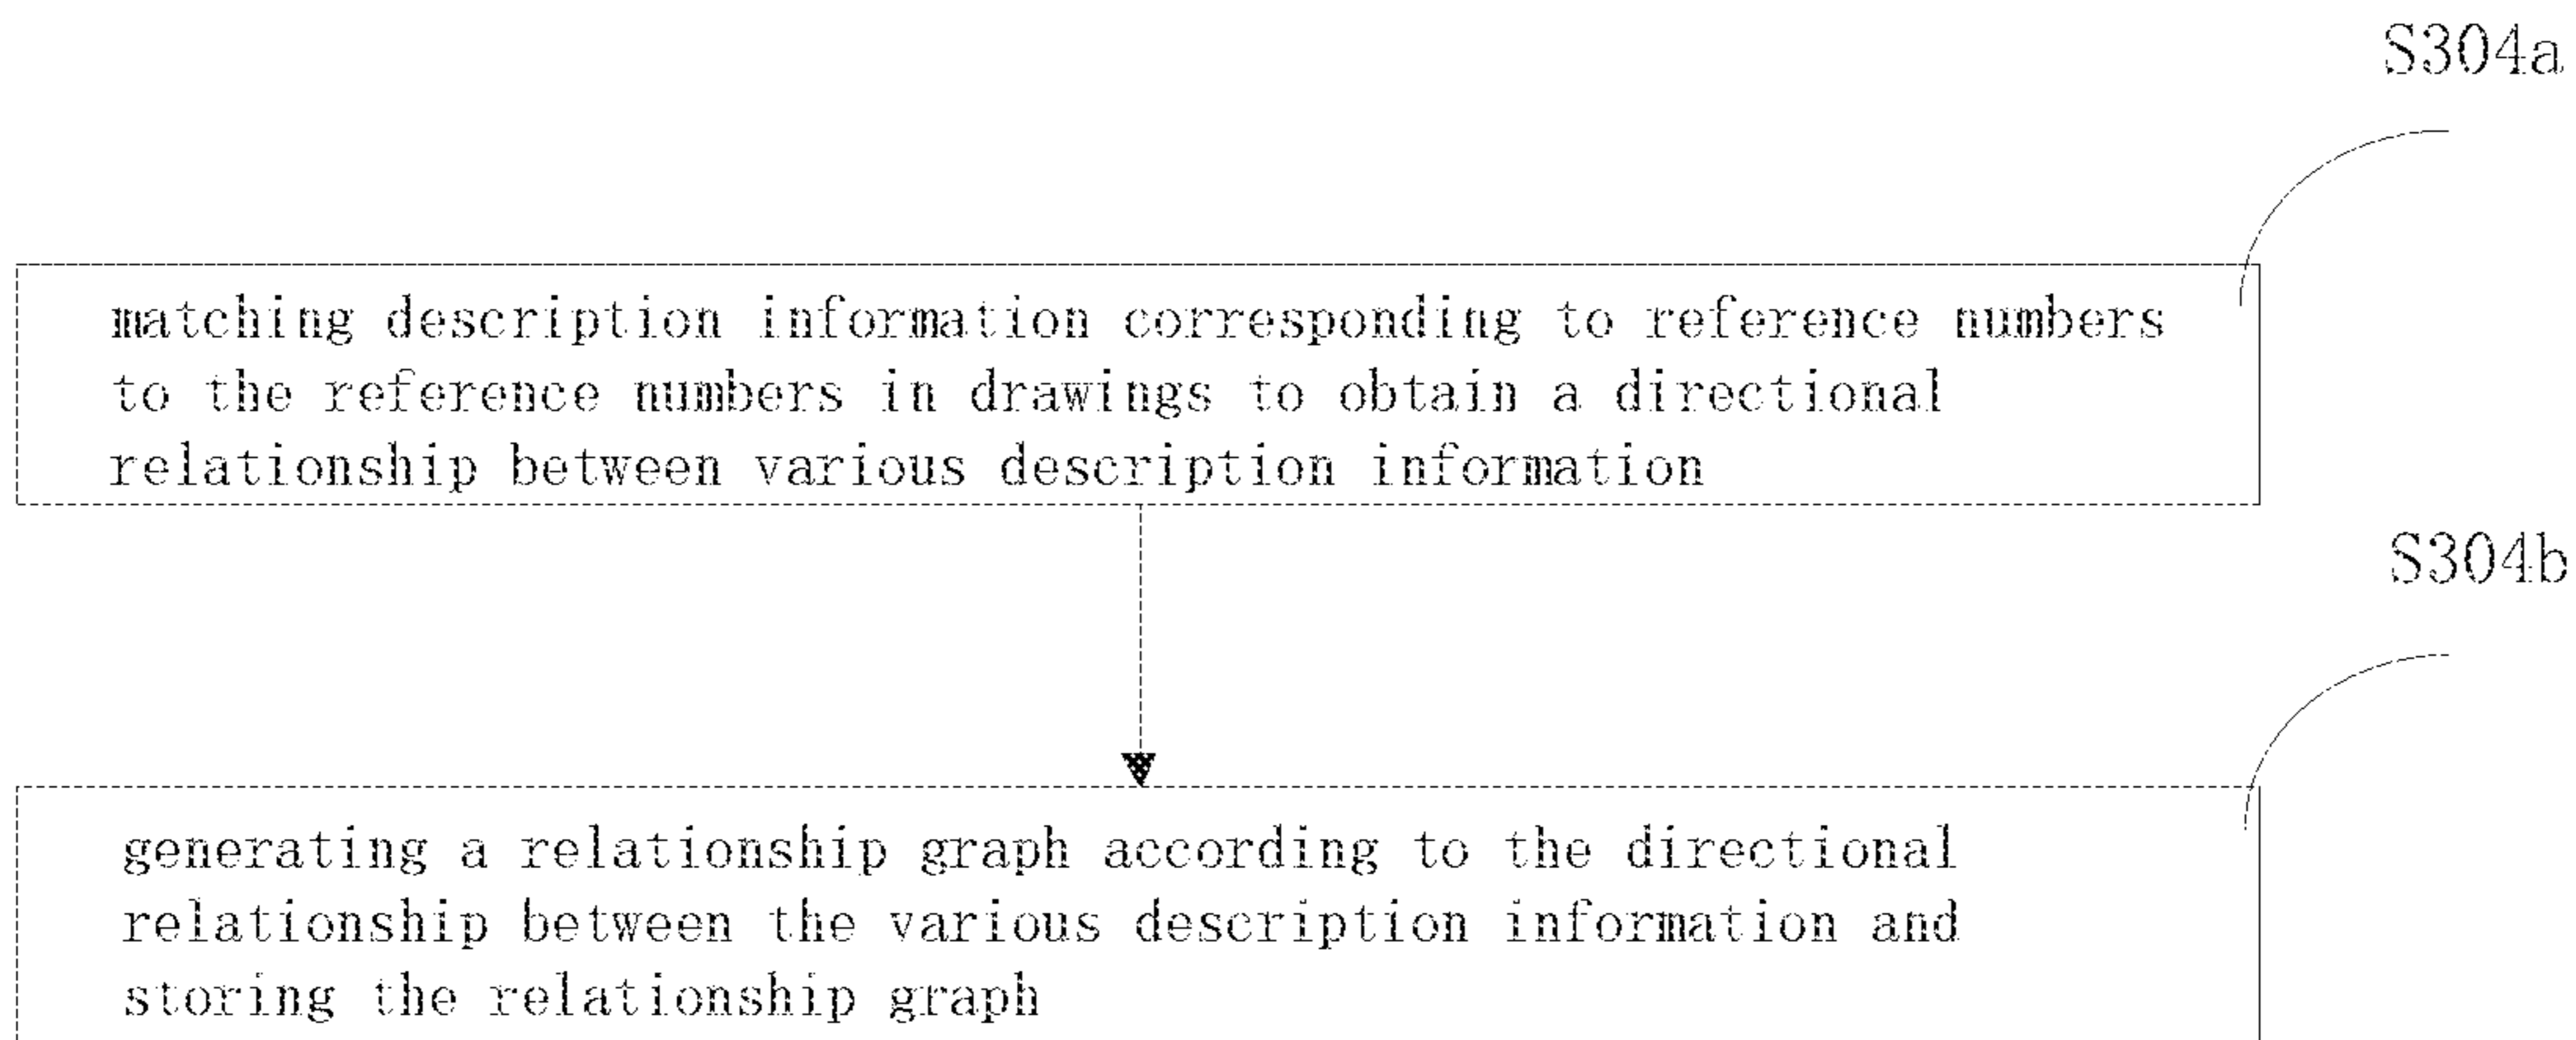 S304a
matching description information corresponding to reference numbers
to the reference numbers in drawings to obtain a directional
relationship between various description information
S304b
generating a relationship graph according to the directional
relationship between the various description information and
storing the relationship graph